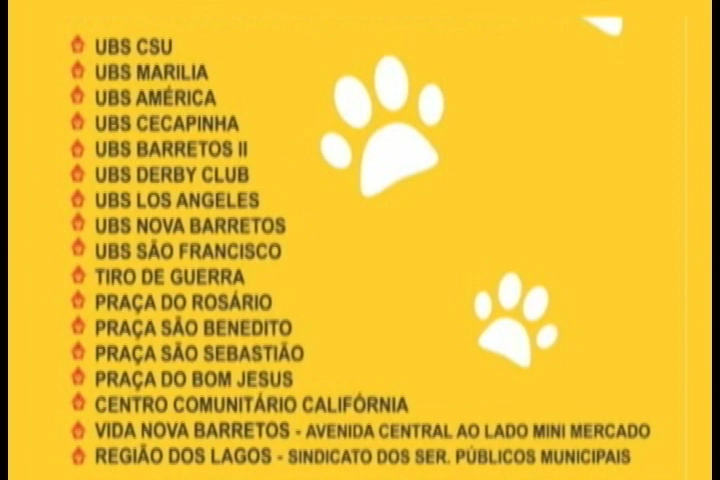 UBS CSU
UBS MARILIA
UBS AMÉRICA
UBS CECAPINHA
UBS BARRETOS II
UBS DERBY CLUB
UBS LOS ANGELES
UBS NOVA BARRETOS
UBS SÃO FRANCISCO
TIRO DE GUERRA
PRAÇA DO ROSÁRIO
PRAÇA SÃO BENEDITO
PRAÇA SÃO SEBASTIÃO
PRAÇA DO BOM JESUS
CENTRO COMUNITÁRIO CALIFÓRNIA
VIDA NOVA BARRETOS - AVENIDA CENTRAL AO LADO MINI MERCADO
REGIÃO DOS LAGOS - SINDICATO DOS SER. PÚBLICOS MUNICIPAIS